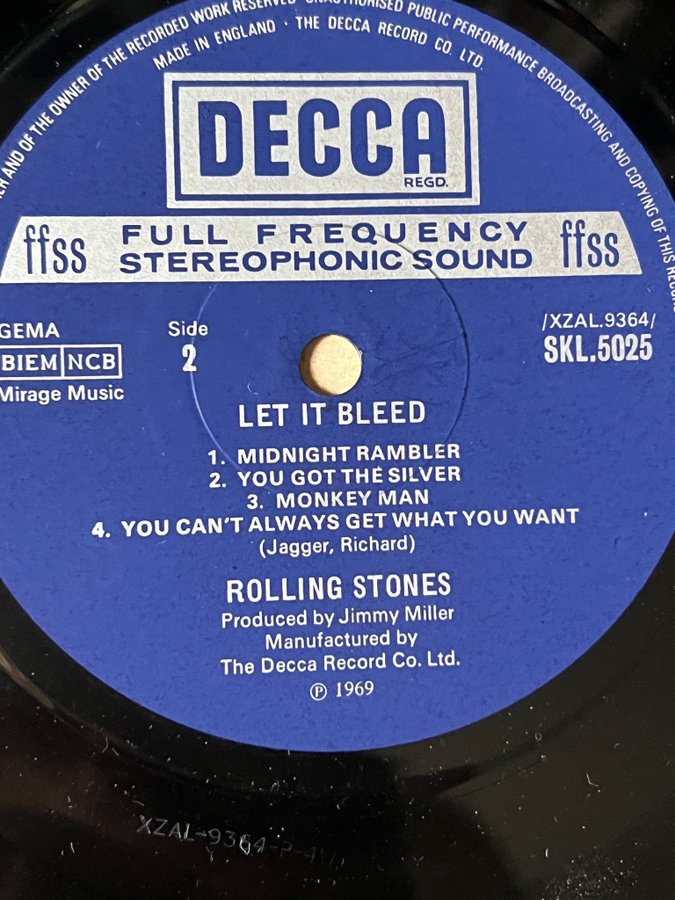 ER AND OF THE OWNER OF THE RECORDED WORK RESERVED UNAUTHORISED PUBLIC PERFORMANCE BROADCASTING AND COPYING OF THIS RECORD
MADE IN ENGLAND · THE DECCA RECORD CO. LTD.
DECCA
REGD.
ffss FULL FREQUENCY STEREOPHONIC SOUND ffss
GEMA
BIEM NCB
Mirage Music
Side
2
/XZAL.9364/
SKL.5025
LET IT BLEED
1. MIDNIGHT RAMBLER
2. YOU GOT THE SILVER
3. MONKEY MAN
4. YOU CAN'T ALWAYS GET WHAT YOU WANT
(Jagger, Richard)
ROLLING STONES
Produced by Jimmy Miller
Manufactured by
The Decca Record Co. Ltd.
Ⓟ 1969
XZAL-9364-P-4